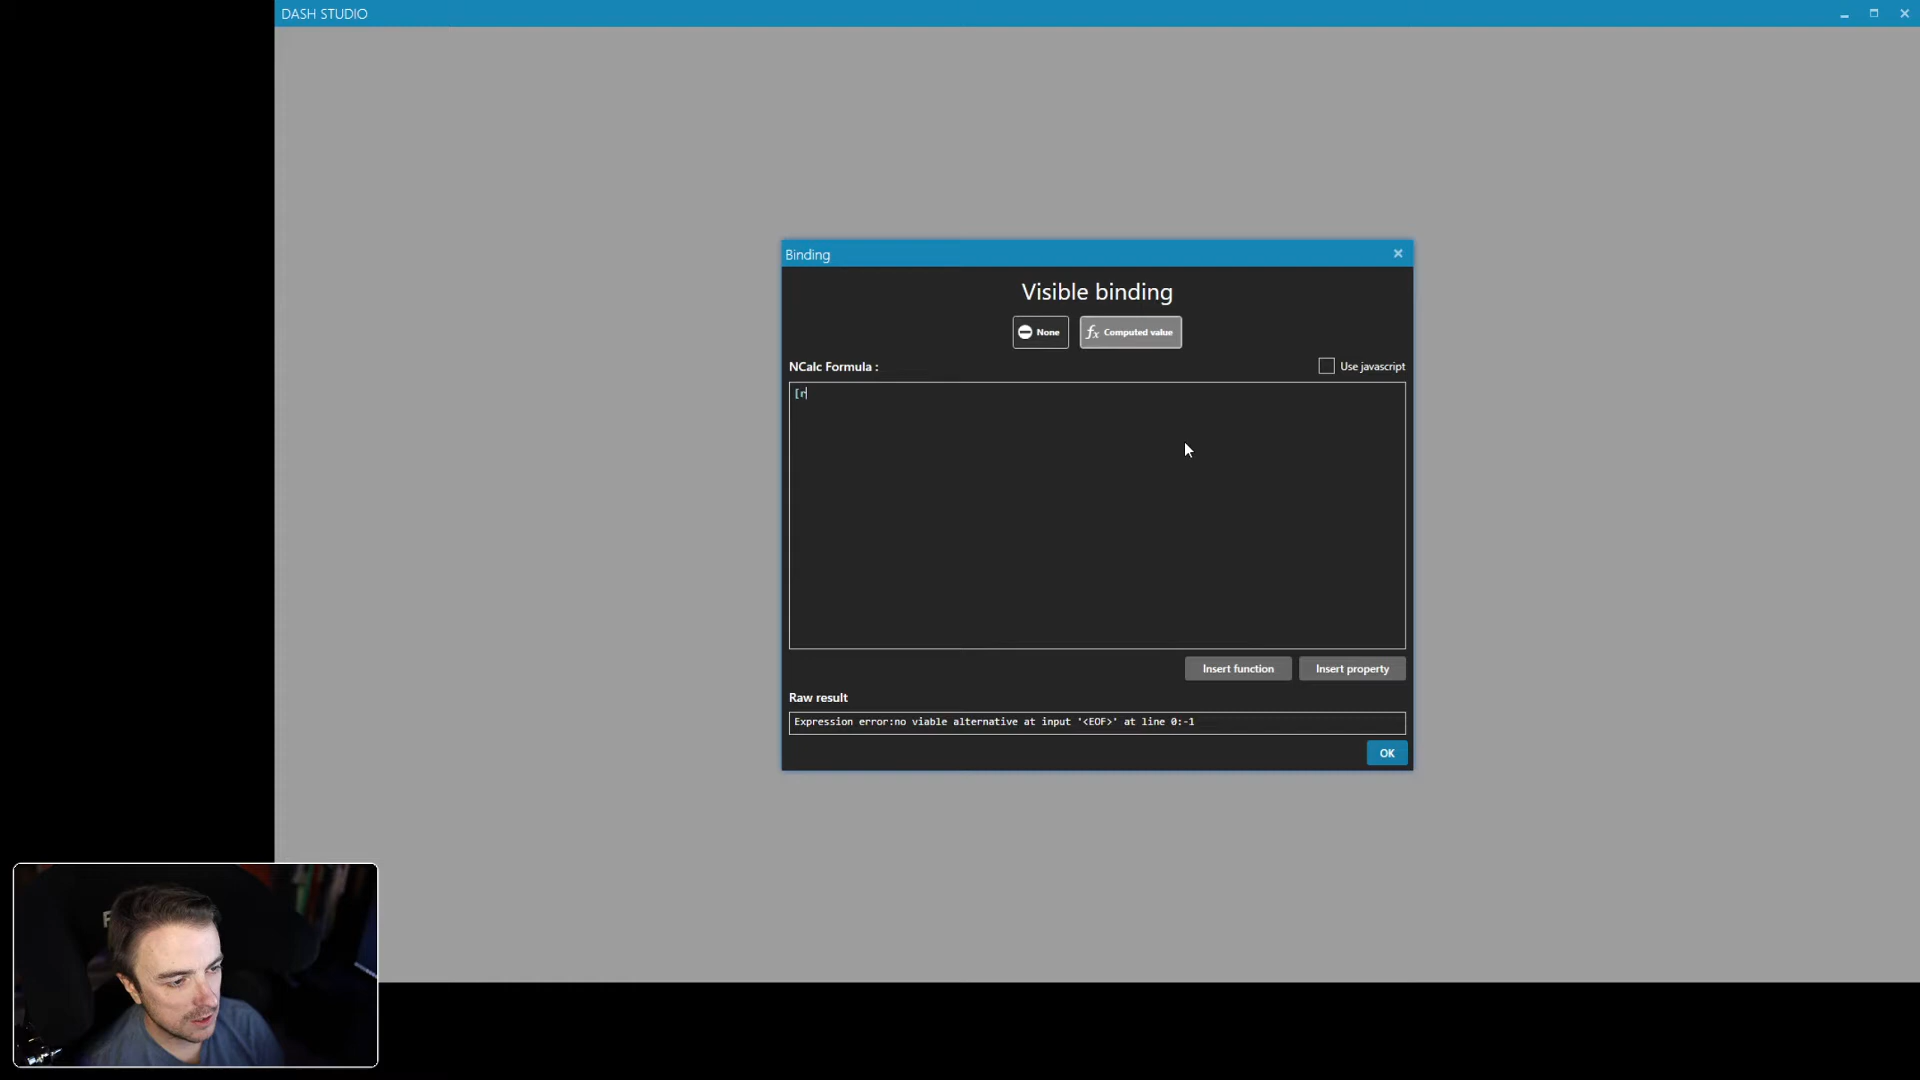 DASH STUDIO
Binding
Visible binding
None
fx Computed value
NCalc Formula :
Use javascript
[r
Insert function
Insert property
Raw result
Expression error:no viable alternative at input '<EOF>' at line 0:-1
OK